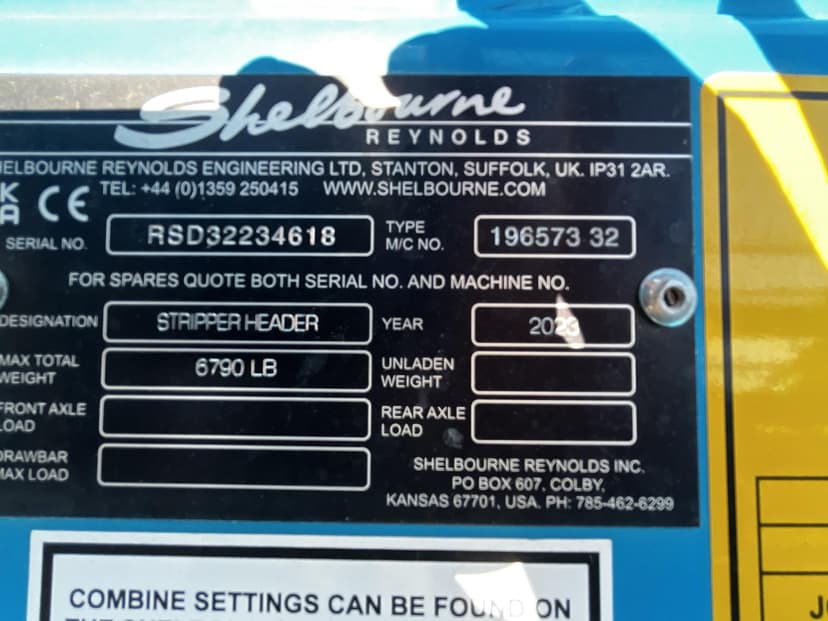 Shelbourne
REYNOLDS
SHELBOURNE REYNOLDS ENGINEERING LTD, STANTON, SUFFOLK, UK. IP31 2AR.
TEL: +44 (0)1359 250415 WWW.SHELBOURNE.COM
UK CA CE
SERIAL NO. RSD32234618 TYPE M/C NO. 196573 32
FOR SPARES QUOTE BOTH SERIAL NO. AND MACHINE NO.
DESIGNATION STRIPPER HEADER YEAR 2023
MAX TOTAL WEIGHT 6790 LB UNLADEN WEIGHT
FRONT AXLE LOAD REAR AXLE LOAD
DRAWBAR MAX LOAD
SHELBOURNE REYNOLDS INC.
PO BOX 607, COLBY,
KANSAS 67701, USA. PH: 785-462-6299
COMBINE SETTINGS CAN BE FOUND ON